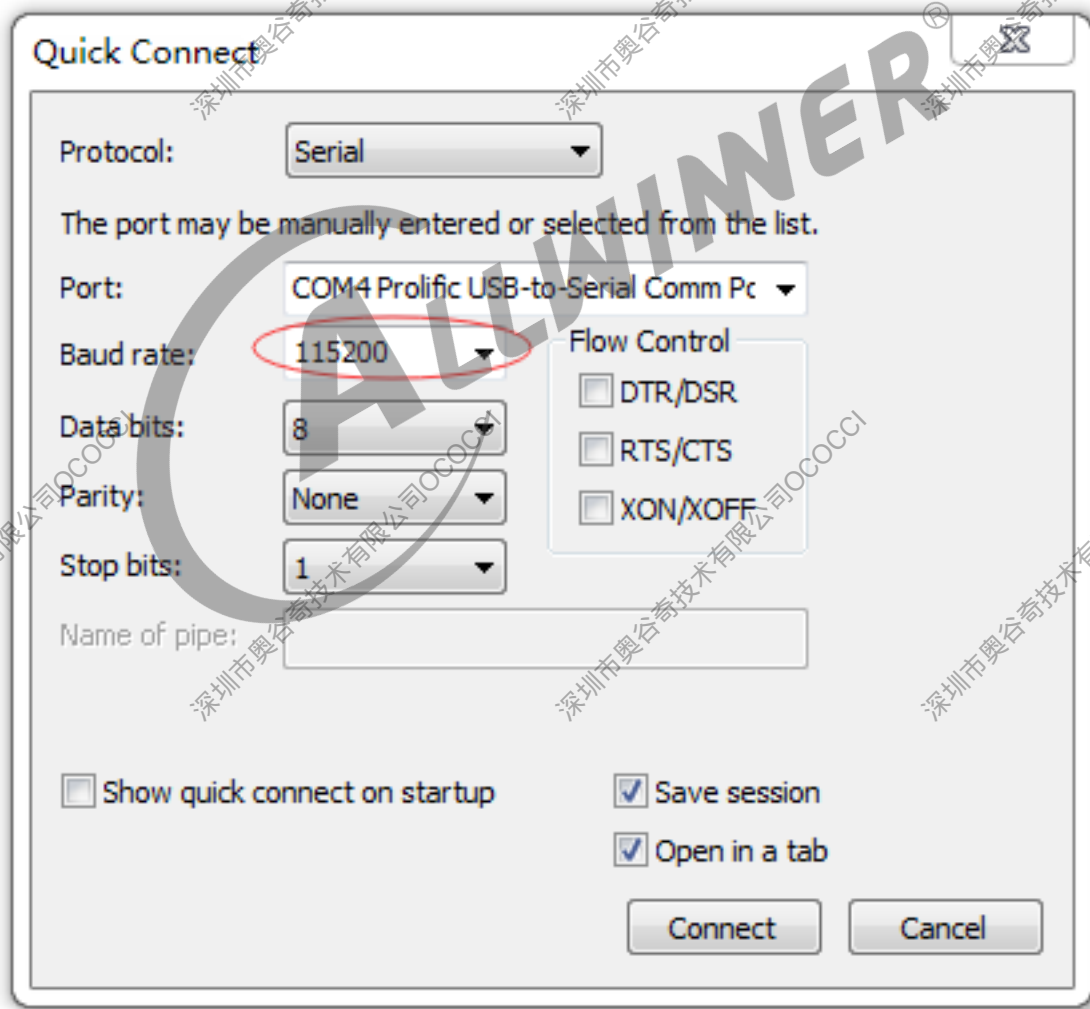 Quick Connect
Protocol: Serial
The port may be manually entered or selected from the list.
Port: COM4 Prolific USB-to-Serial Comm Pc
Baud rate: 115200
Flow Control
DTR/DSR
Data bits: 8
RTS/CTS
Parity: None
XON/XOFF
Stop bits: 1
Name of pipe:
Show quick connect on startup
Save session
Open in a tab
Connect
Cancel
ALLWINNER®
深圳市奥谷奇技术有限公司OCOCCI